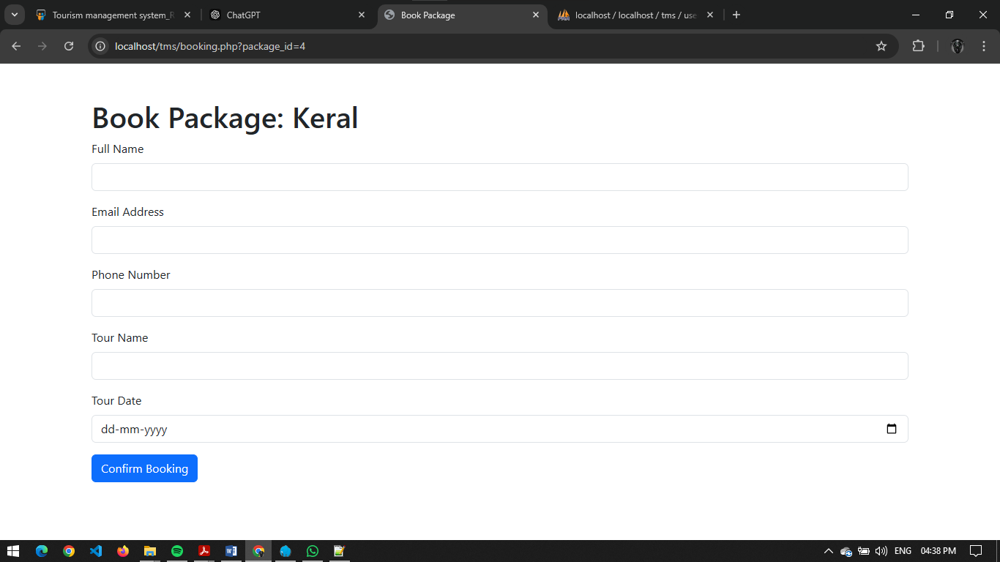 Tourism management system_R
ChatGPT
Book Package
localhost / localhost / tms / use
localhost/tms/booking.php?package_id=4
Book Package: Keral
Full Name
Email Address
Phone Number
Tour Name
Tour Date
dd-mm-yyyy
Confirm Booking
ENG
04:38 PM